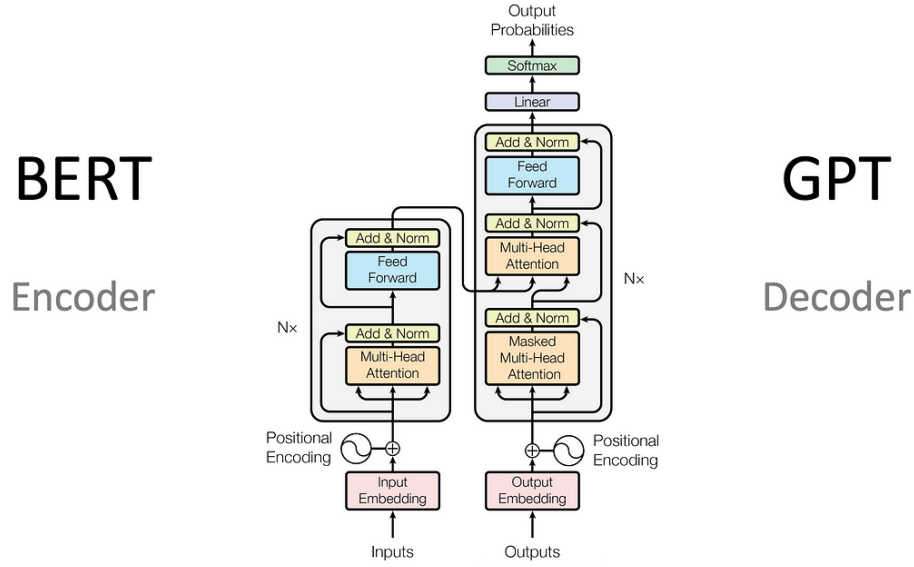 Output
Probabilities
Softmax
Linear
Add & Norm
Feed
Forward
Add & Norm
Multi-Head
Attention
Add & Norm
Masked
Multi-Head
Attention
N×
Positional
Encoding
Output
Embedding
Outputs
BERT
Encoder
Add & Norm
Feed
Forward
N×
Add & Norm
Multi-Head
Attention
Positional
Encoding
Input
Embedding
Inputs
GPT
Decoder